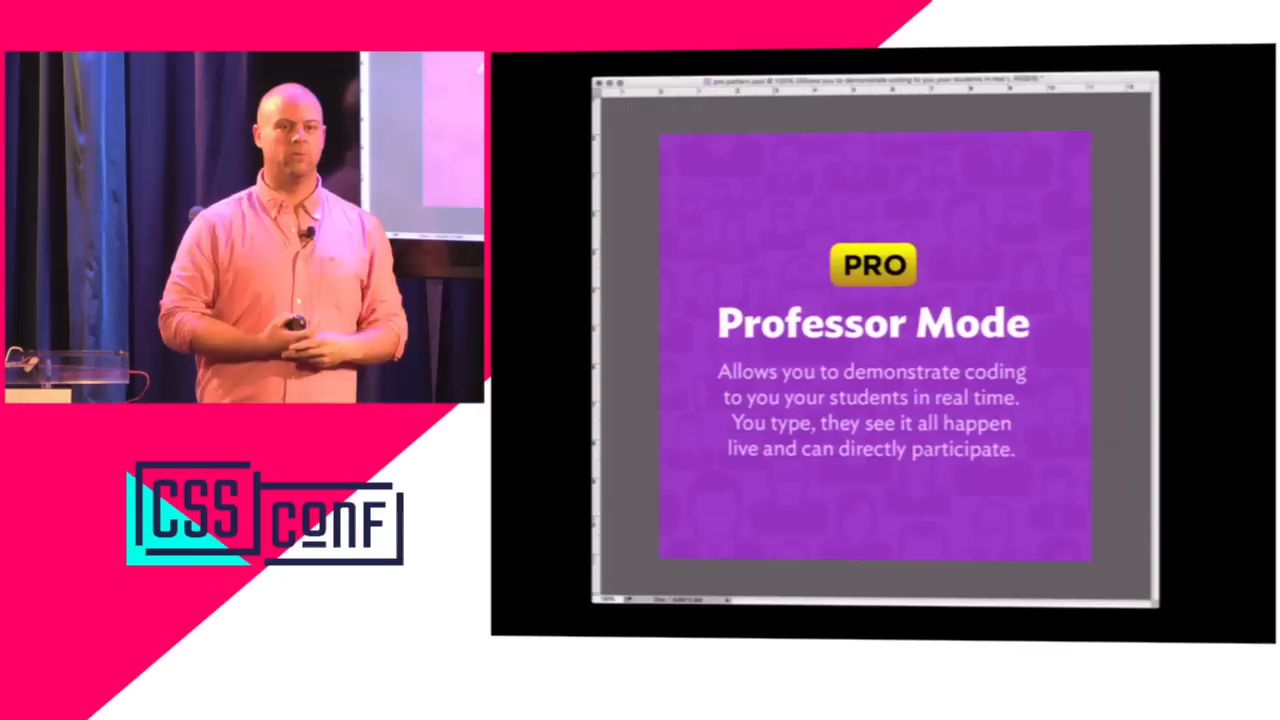 PRO
Professor Mode
Allows you to demonstrate coding
to you your students in real time.
You type, they see it all happen
live and can directly participate.
CSS
CONF